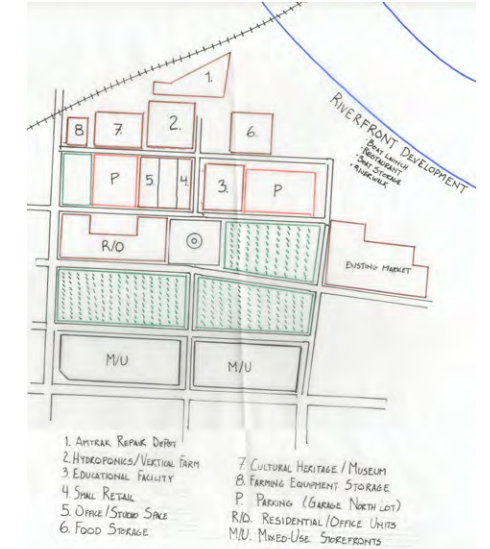 1.
2.
7.
8
6.
RIVERFRONT DEVELOPMENT
• BOAT LAUNCH
• RESTAURANT
• BOAT STORAGE
• RIVERWALK
P
5.
4.
3.
P
R/O
EXISTING MARKET
M/U
M/U
1. AMTRAK REPAIR DEPOT
2. HYDROPONICS/VERTICAL FARM
3. EDUCATIONAL FACILITY
4. SMALL RETAIL
5. OFFICE/STUDIO SPACE
6. FOOD STORAGE
7. CULTURAL HERITAGE/MUSEUM
8. FARMING EQUIPMENT STORAGE
P. PARKING (GARAGE NORTH LOT)
R/O. RESIDENTIAL/OFFICE UNITS
M/U. MIXED-USE STOREFRONTS